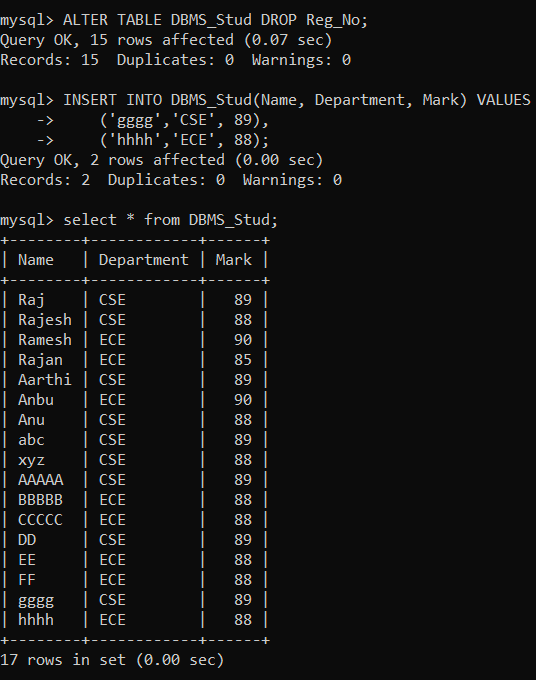 mysql> ALTER TABLE DBMS_Stud DROP Reg_No;
Query OK, 15 rows affected (0.07 sec)
Records: 15  Duplicates: 0  Warnings: 0

mysql> INSERT INTO DBMS_Stud(Name, Department, Mark) VALUES
    ->     ('gggg','CSE', 89),
    ->     ('hhhh','ECE', 88);
Query OK, 2 rows affected (0.00 sec)
Records: 2  Duplicates: 0  Warnings: 0

mysql> select * from DBMS_Stud;
+--------+------------+------+
| Name   | Department | Mark |
+--------+------------+------+
| Raj    | CSE        |   89 |
| Rajesh | CSE        |   88 |
| Ramesh | ECE        |   90 |
| Rajan  | ECE        |   85 |
| Aarthi | CSE        |   89 |
| Anbu   | ECE        |   90 |
| Anu    | CSE        |   88 |
| abc    | CSE        |   89 |
| xyz    | CSE        |   88 |
| AAAAA  | CSE        |   89 |
| BBBBB  | ECE        |   88 |
| CCCCC  | ECE        |   88 |
| DD     | CSE        |   89 |
| EE     | ECE        |   88 |
| FF     | ECE        |   88 |
| gggg   | CSE        |   89 |
| hhhh   | ECE        |   88 |
+--------+------------+------+
17 rows in set (0.00 sec)